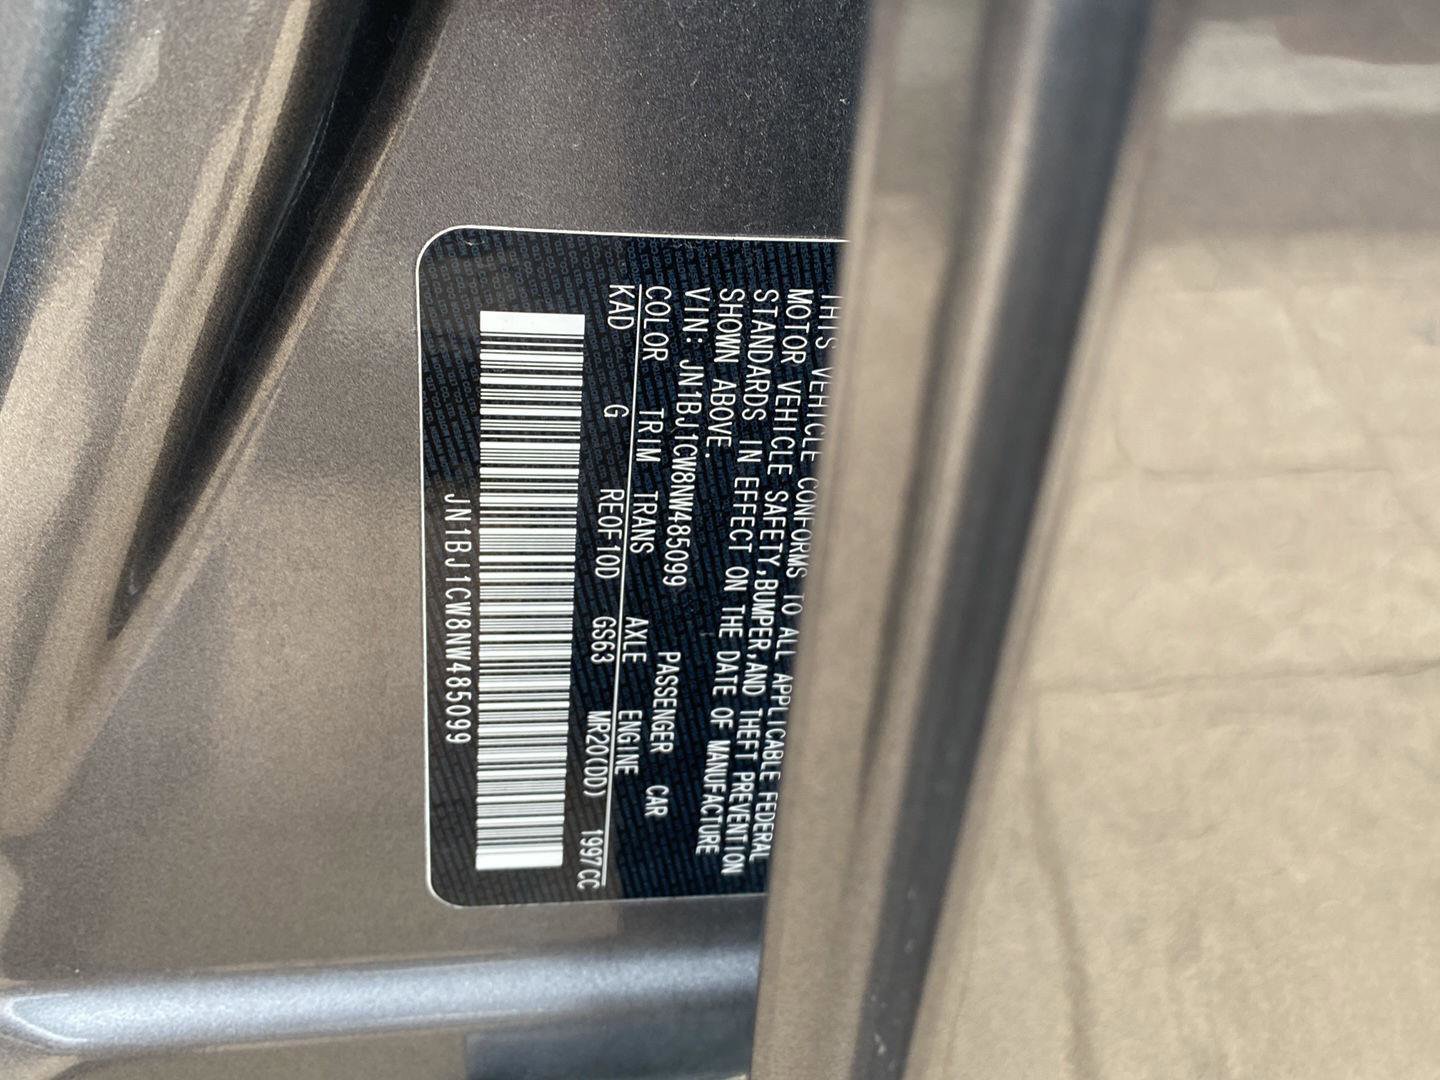 THIS VEHICLE CONFORMS TO ALL APPLICABLE FEDERAL
MOTOR VEHICLE SAFETY,BUMPER,AND THEFT PREVENTION
STANDARDS IN EFFECT ON THE DATE OF MANUFACTURE
SHOWN ABOVE.
VIN: JN1BJ1CW8NW485099 PASSENGER CAR
COLOR TRIM TRANS AXLE ENGINE
KAD G RE0F10D GS63 MR20(DD) 1997CC
JN1BJ1CW8NW485099